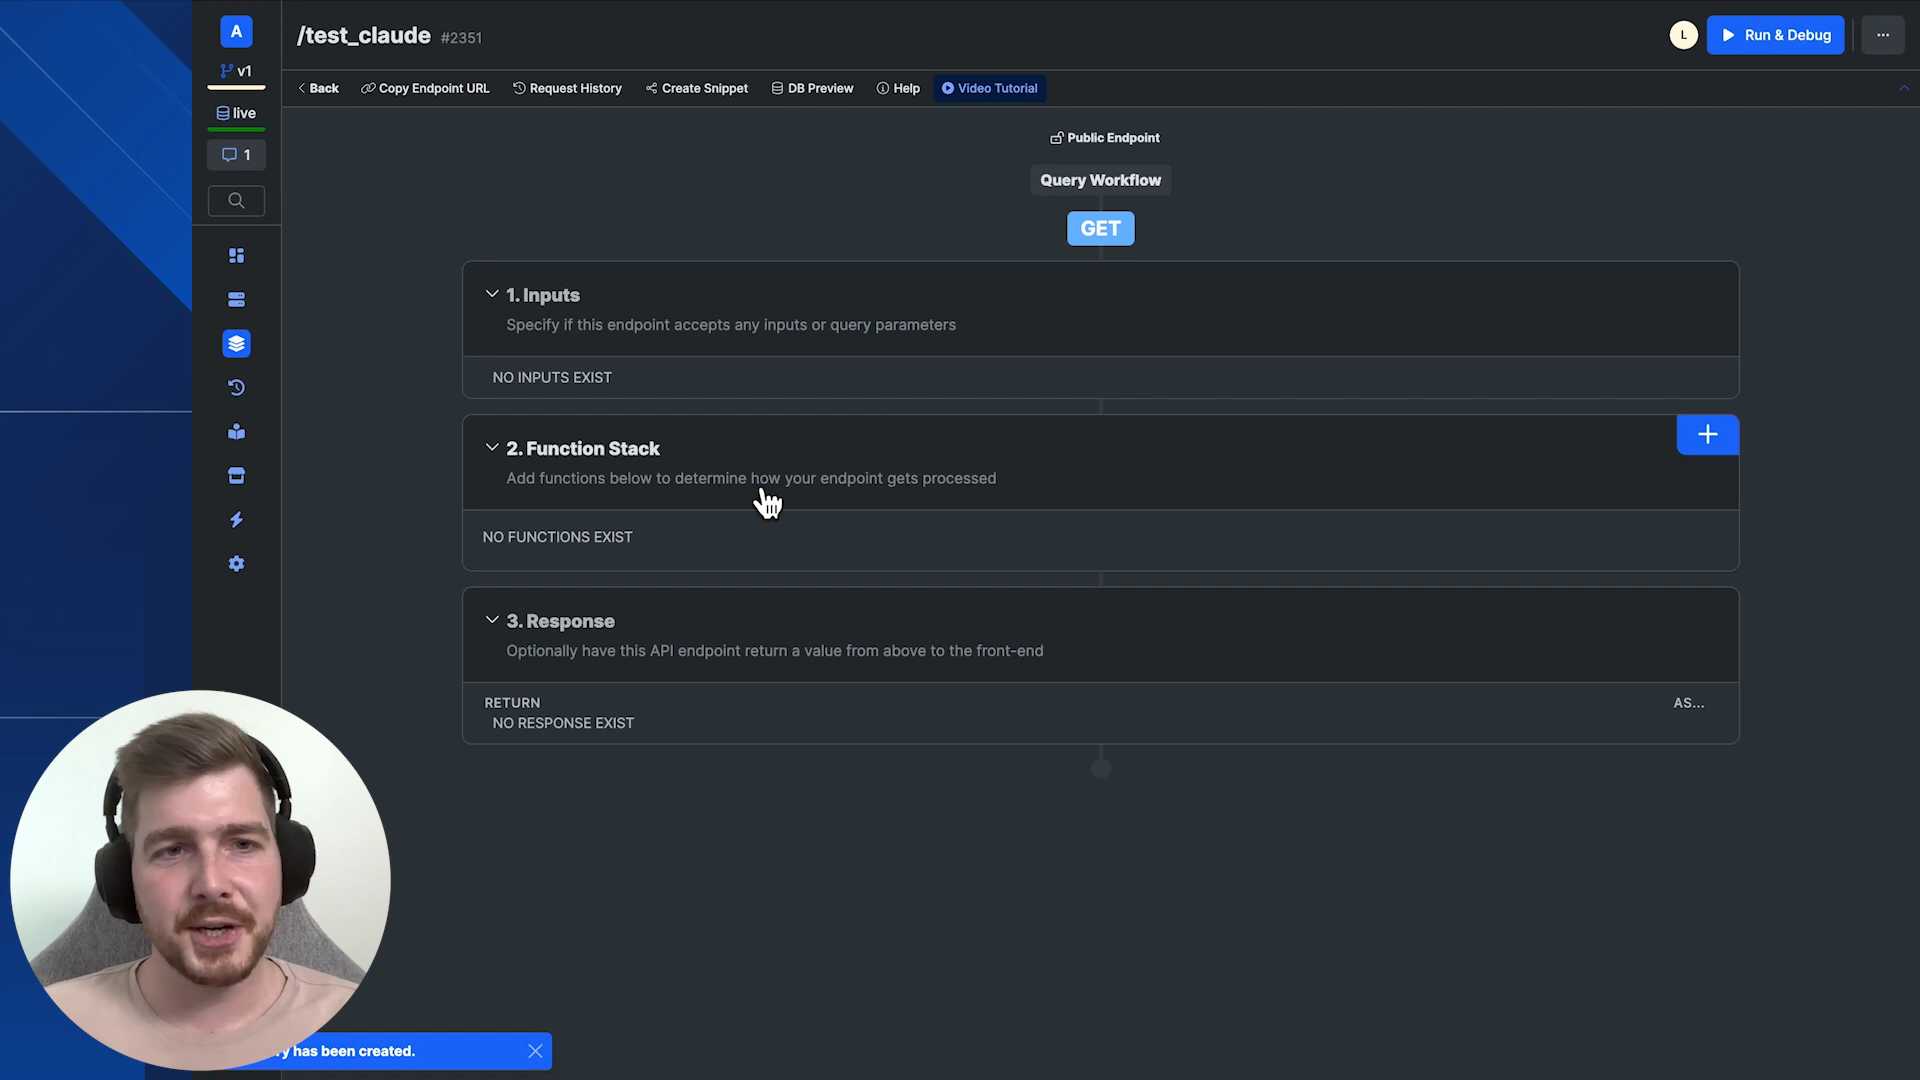 A
/test_claude #2351
L
Run & Debug
v1
live
1
Back
Copy Endpoint URL
Request History
Create Snippet
DB Preview
Help
Video Tutorial
Public Endpoint
Query Workflow
GET
1. Inputs
Specify if this endpoint accepts any inputs or query parameters
NO INPUTS EXIST
2. Function Stack
Add functions below to determine how your endpoint gets processed
NO FUNCTIONS EXIST
3. Response
Optionally have this API endpoint return a value from above to the front-end
RETURN
AS...
NO RESPONSE EXIST
has been created.